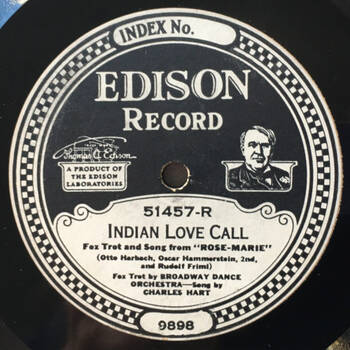 INDEX No.
EDISON
RECORD
TRADE MARK
Thomas A Edison
A PRODUCT OF
THE EDISON
LABORATORIES
51457-R
INDIAN LOVE CALL
Fox Trot and Song from "ROSE-MARIE"
(Otto Harbach, Oscar Hammerstein, 2nd,
and Rudolf Friml)
Fox Trot by BROADWAY DANCE
ORCHESTRA—Song by
CHARLES HART
9898